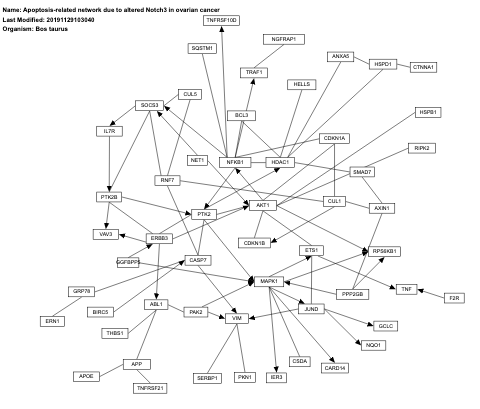 Name: Apoptosis-related network due to altered Notch3 in ovarian cancer
Last Modified: 20191129103040
Organism: Bos taurus
TNFRSF10D
NGFRAP1
SQSTM1
ANXA5
HSPD1
CTNNA1
TRAF1
HELLS
CUL5
SOCS3
BCL3
HSPB1
IL7R
CDKN1A
RIPK2
NET1
NFKB1
HDAC1
SMAD7
RNF7
PTK2B
CUL1
AXIN1
PTK2
AKT1
VAV3
ERBB3
CDKN1B
ETS1
RPS6KB1
GGFBPP5
CASP7
MAPK1
GRP78
PPP2GB
TNF
F2R
ERN1
BIRC5
ABL1
PAK2
VIM
JUND
GCLC
THBS1
NQO1
APP
CSDA
CARD14
APOE
TNFRSF21
SERBP1
PKN1
IER3